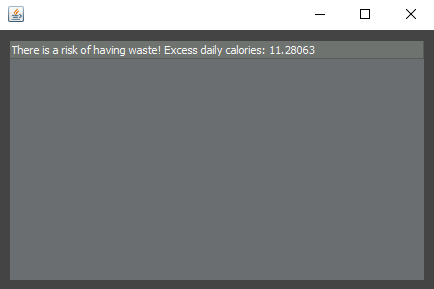 There is a risk of having waste! Excess daily calories: 11.28063